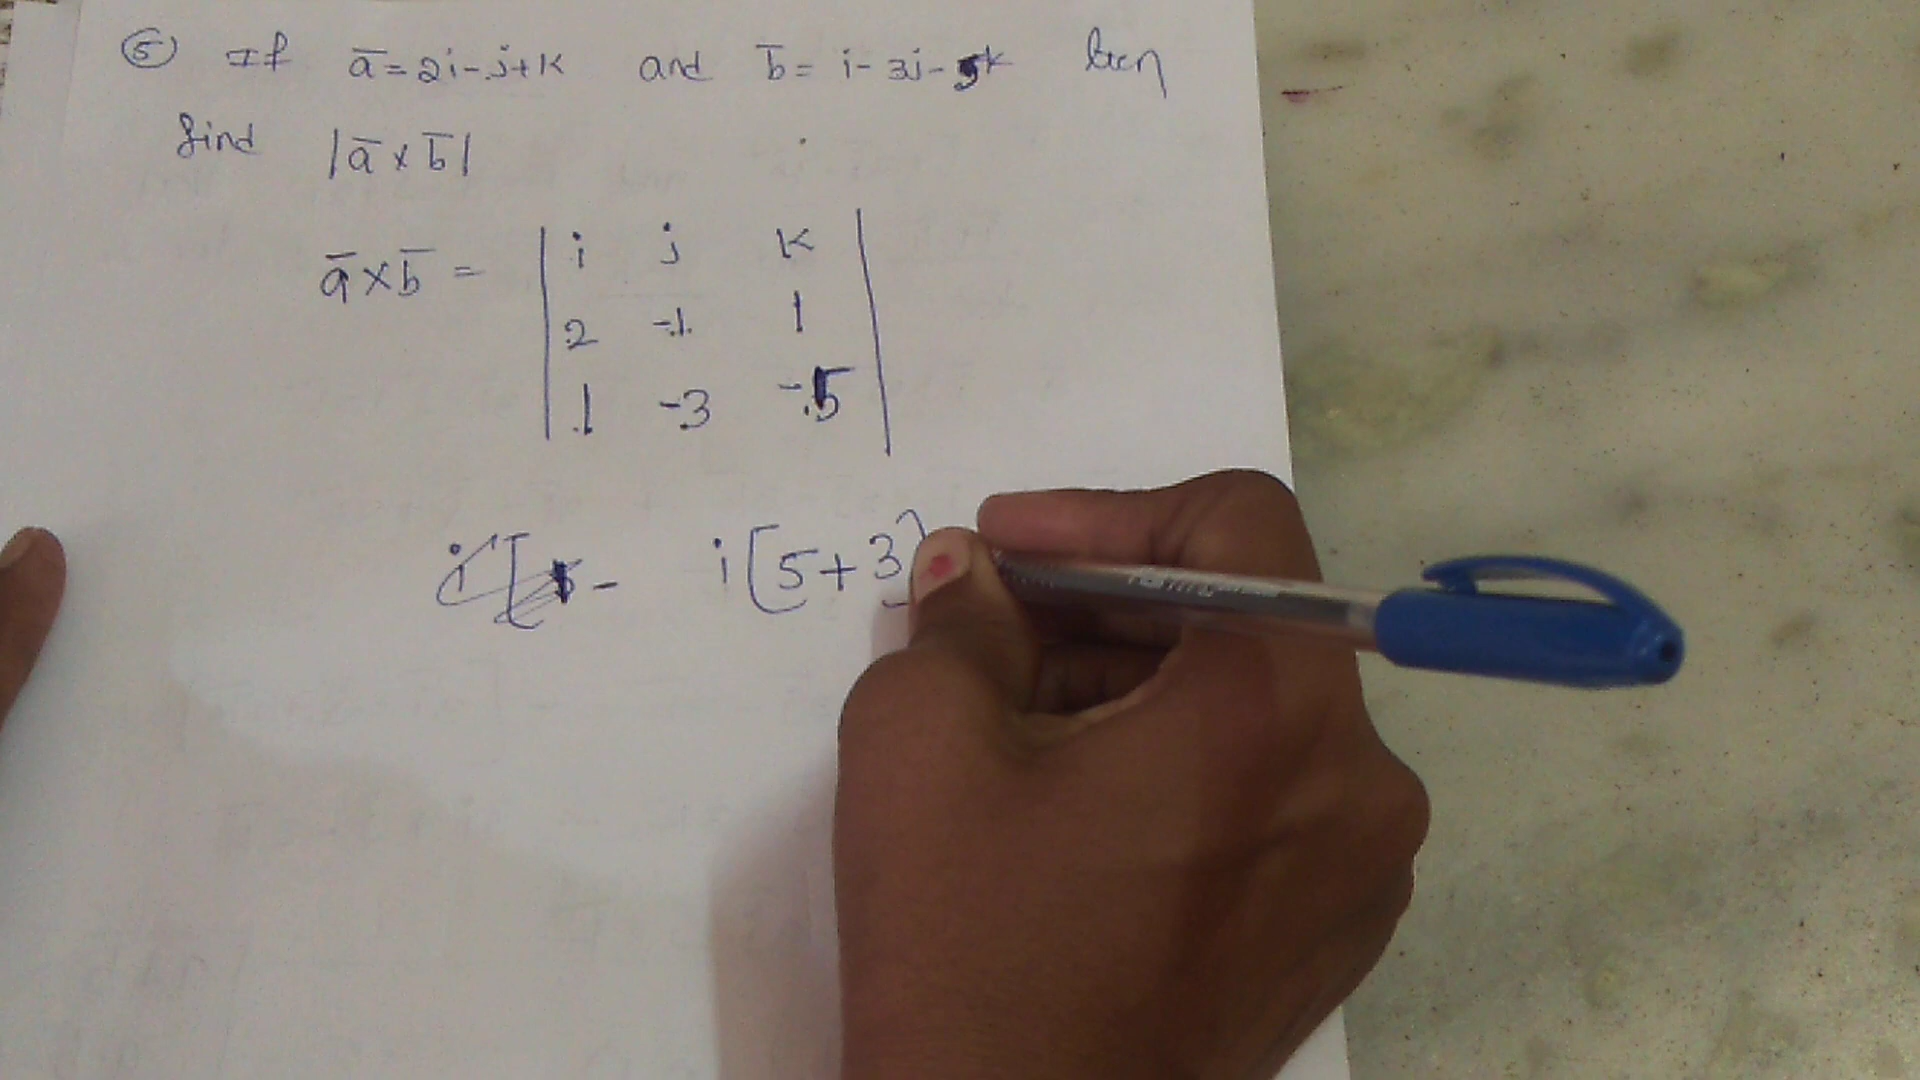 ⑤ If a̅ = 2i - j + k and b̅ = i - 3j - 5k then
find |a̅ x b̅|
a̅ x b̅ = | i j k |
| 2 -1 1 |
| 1 -3 -5 |
i [5 + 3]